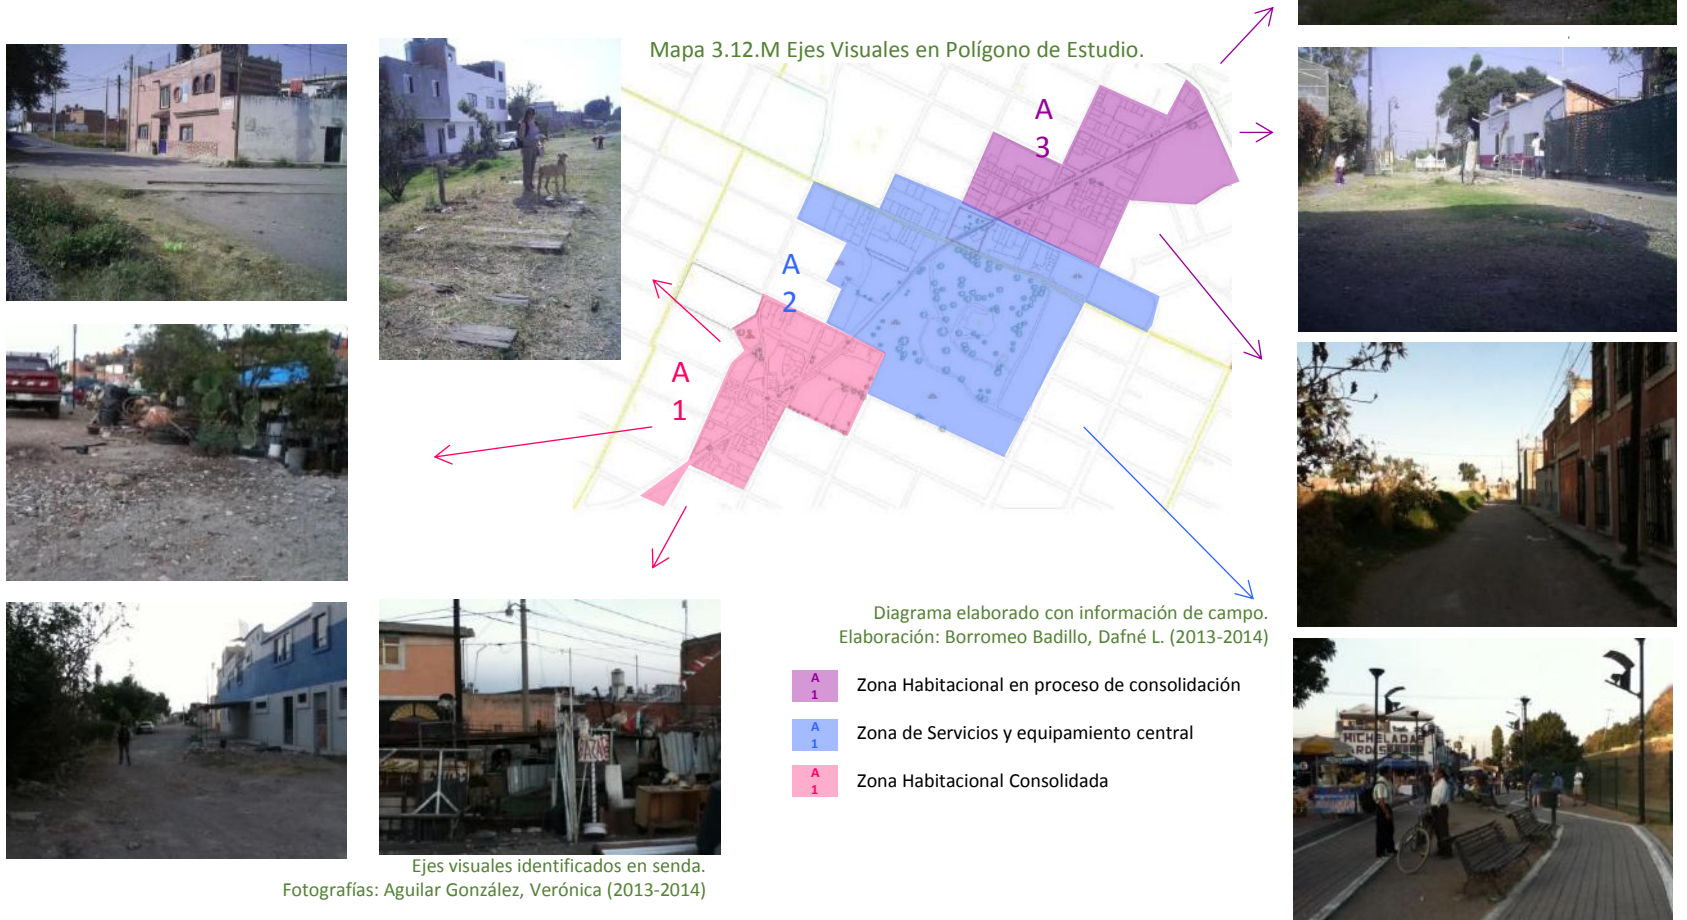 Mapa 3.12.M Ejes Visuales en Polígono de Estudio.
A
3
A
2
A
1
Diagrama elaborado con información de campo.
Elaboración: Borromeo Badillo, Dafné L. (2013-2014)
A
1
Zona Habitacional en proceso de consolidación
A
1
Zona de Servicios y equipamiento central
A
1
Zona Habitacional Consolidada
MICHELADA
Ejes visuales identificados en senda.
Fotografías: Aguilar González, Verónica (2013-2014)